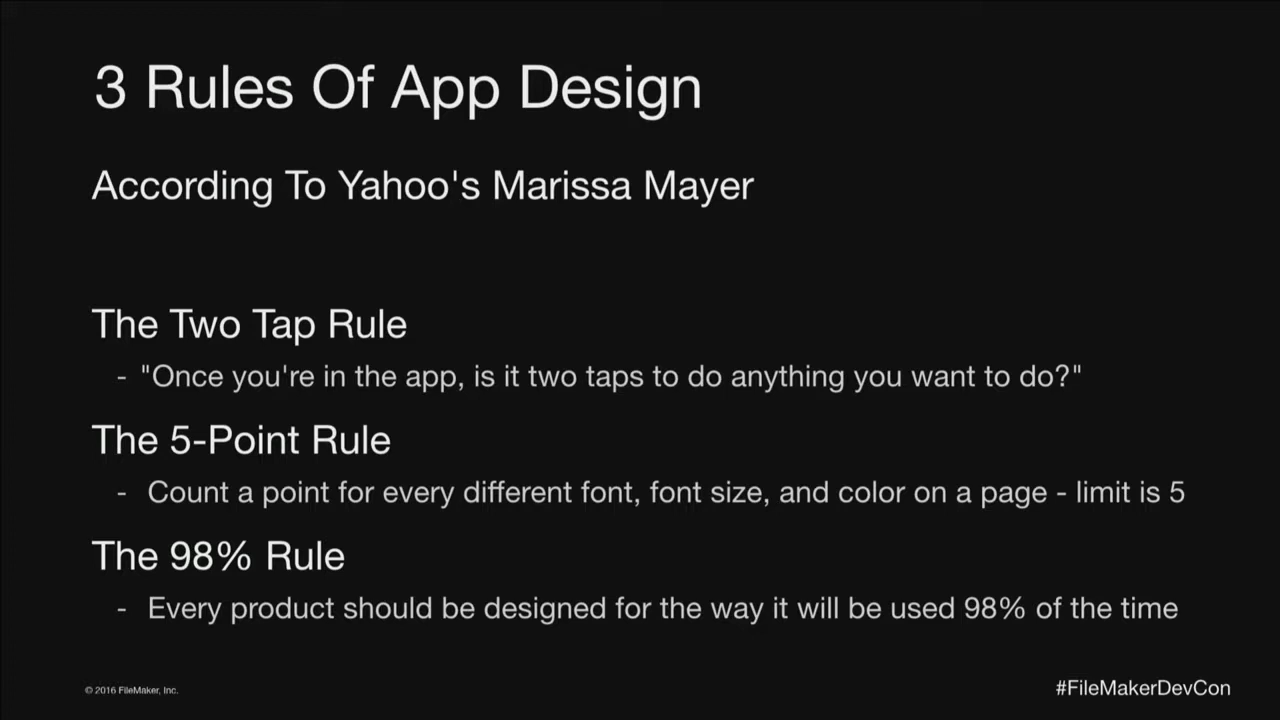 3 Rules Of App Design
According To Yahoo's Marissa Mayer
The Two Tap Rule
- "Once you're in the app, is it two taps to do anything you want to do?"
The 5-Point Rule
- Count a point for every different font, font size, and color on a page - limit is 5
The 98% Rule
- Every product should be designed for the way it will be used 98% of the time
© 2016 FileMaker, Inc.
#FileMakerDevCon